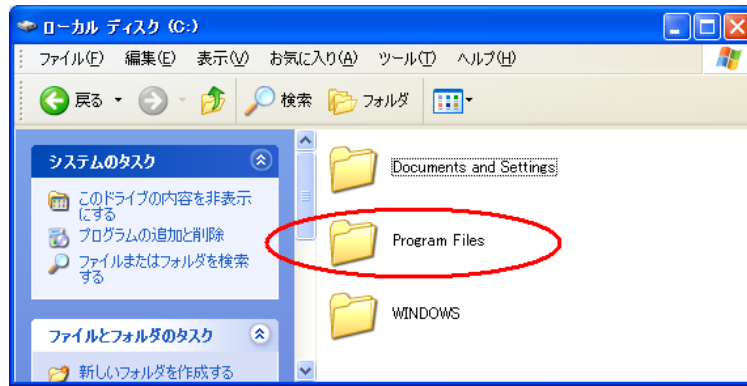 ローカル ディスク (C:)
ファイル(F) 編集(E) 表示(V) お気に入り(A) ツール(T) ヘルプ(H)
戻る 検索 フォルダ
システムのタスク
このドライブの内容を非表示
にする
プログラムの追加と削除
ファイルまたはフォルダを検索
する
ファイルとフォルダのタスク
新しいフォルダを作成する
Documents and Settings
Program Files
WINDOWS